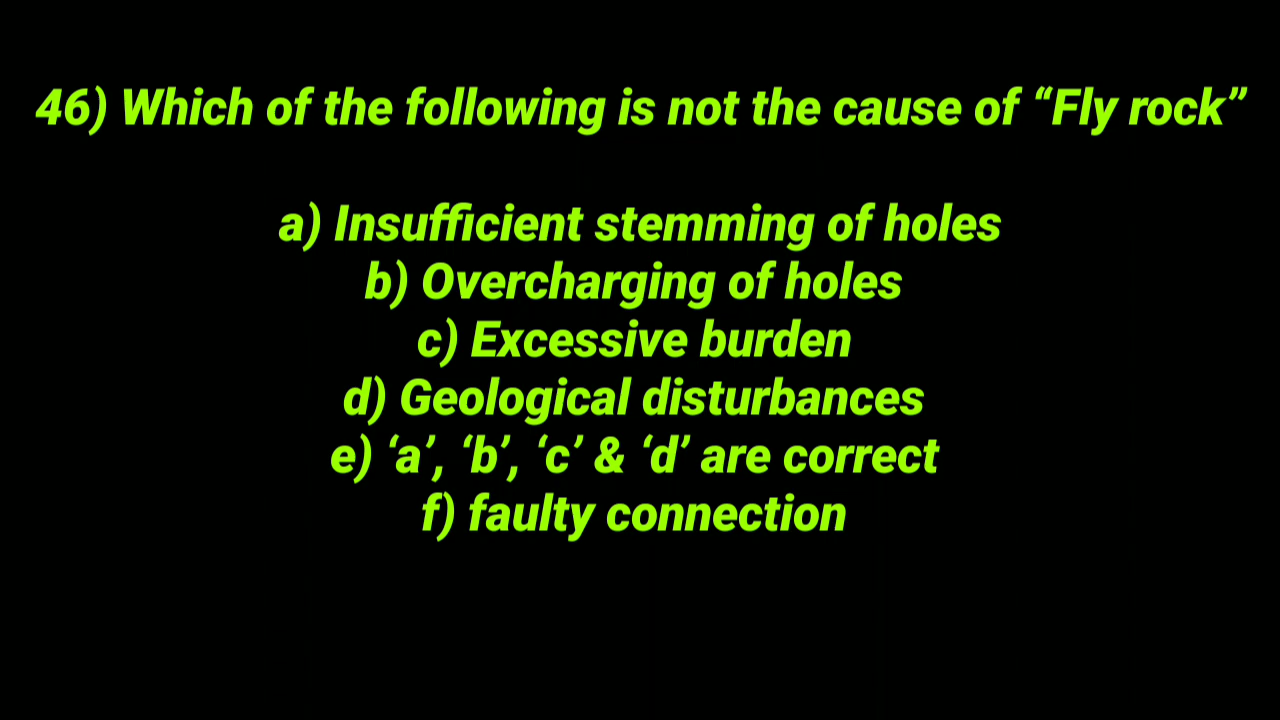 46) Which of the following is not the cause of “Fly rock”
a) Insufficient stemming of holes
b) Overcharging of holes
c) Excessive burden
d) Geological disturbances
e) ‘a’, ‘b’, ‘c’ & ‘d’ are correct
f) faulty connection